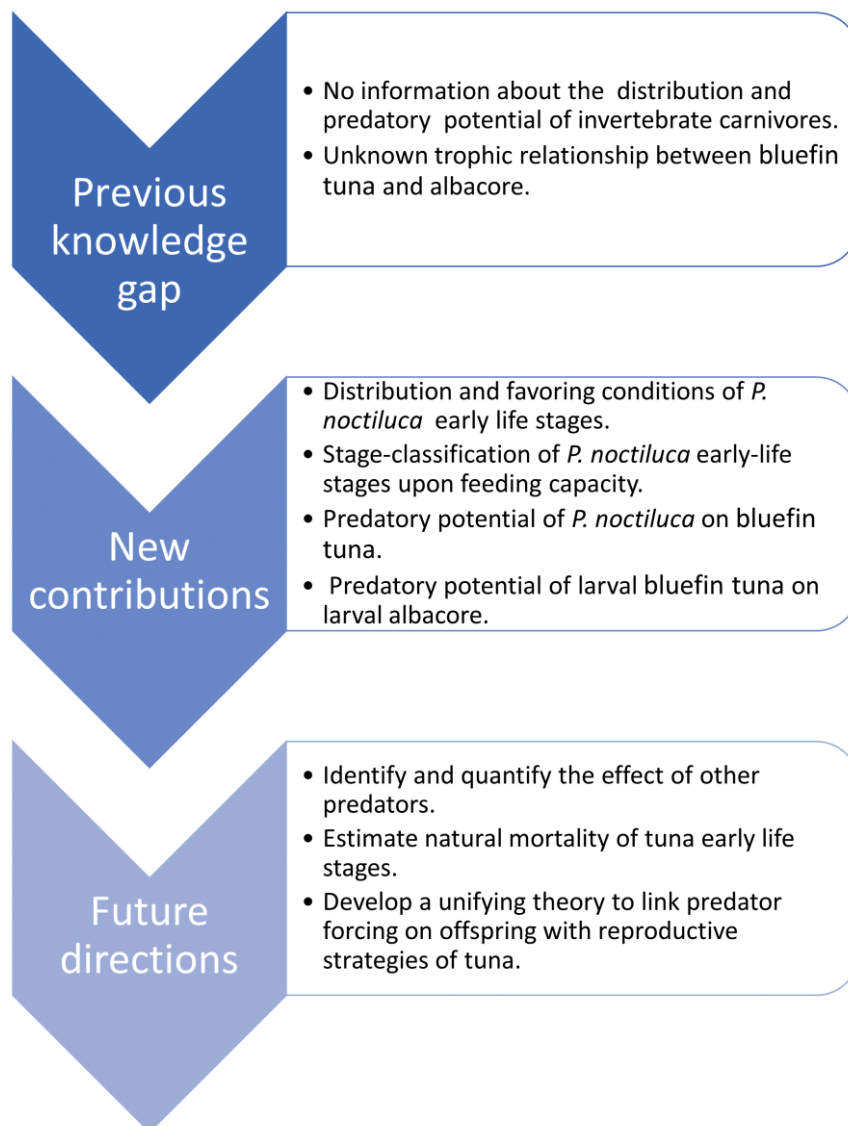 Previous
knowledge
gap
• No information about the distribution and
predatory potential of invertebrate carnivores.
• Unknown trophic relationship between bluefin
tuna and albacore.
New
contributions
• Distribution and favoring conditions of P.
noctiluca early life stages.
• Stage-classification of P. noctiluca early-life
stages upon feeding capacity.
• Predatory potential of P. noctiluca on bluefin
tuna.
• Predatory potential of larval bluefin tuna on
larval albacore.
Future
directions
• Identify and quantify the effect of other
predators.
• Estimate natural mortality of tuna early life
stages.
• Develop a unifying theory to link predator
forcing on offspring with reproductive
strategies of tuna.